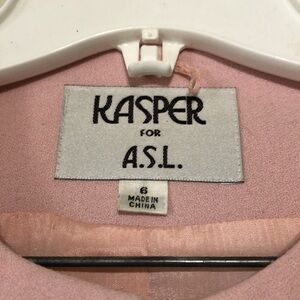 KASPER
FOR
A.S.L.
6
MADE IN
CHINA